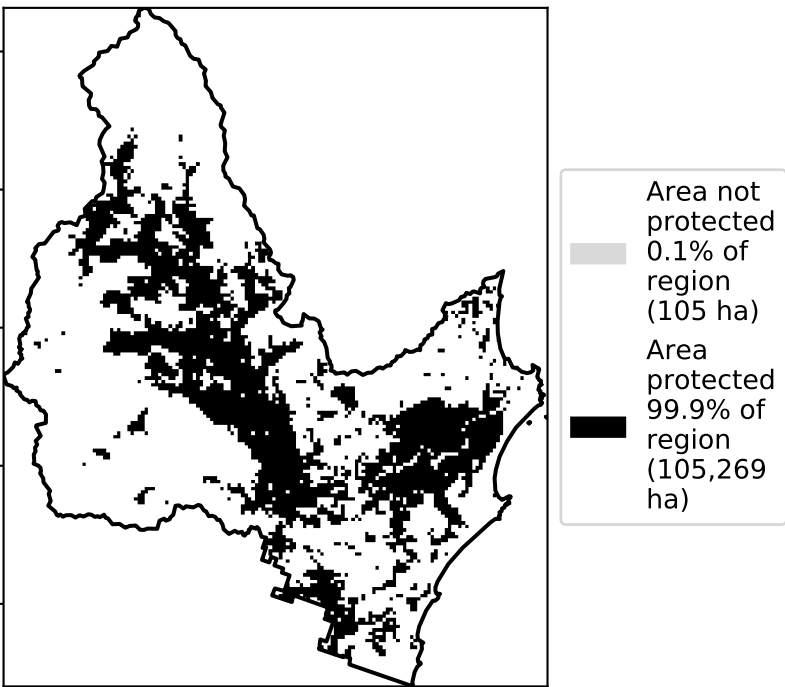 Area not
protected
0.1% of
region
(105 ha)
Area
protected
99.9% of
region
(105,269
ha)